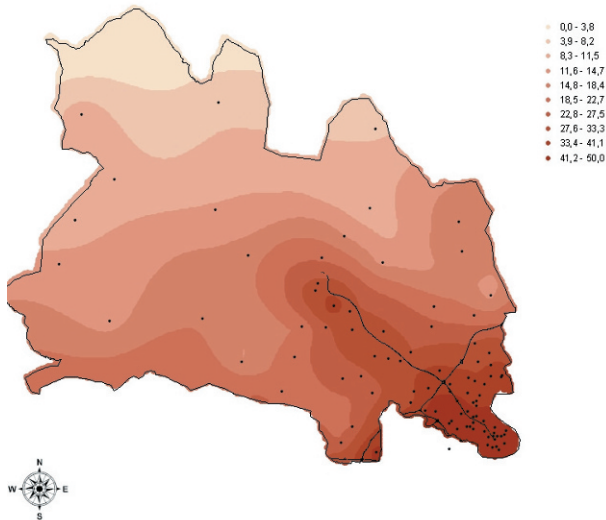 0,0 - 3,8
3,9 - 8,2
8,3 - 11,5
11,6 - 14,7
14,8 - 18,4
18,5 - 22,7
22,8 - 27,5
27,6 - 33,3
33,4 - 41,1
41,2 - 50,0
N
W E
S